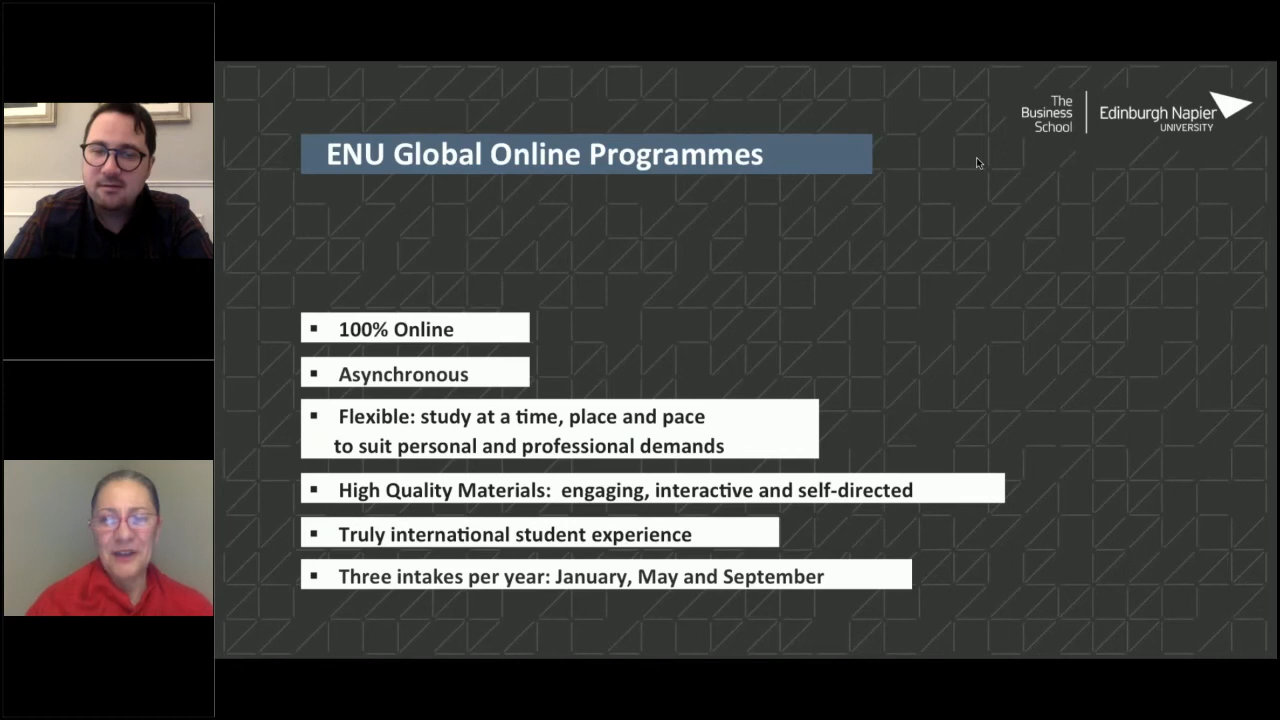 The
Business
School
Edinburgh Napier
UNIVERSITY
ENU Global Online Programmes
▪ 100% Online
▪ Asynchronous
▪ Flexible: study at a time, place and pace
to suit personal and professional demands
▪ High Quality Materials: engaging, interactive and self-directed
▪ Truly international student experience
▪ Three intakes per year: January, May and September